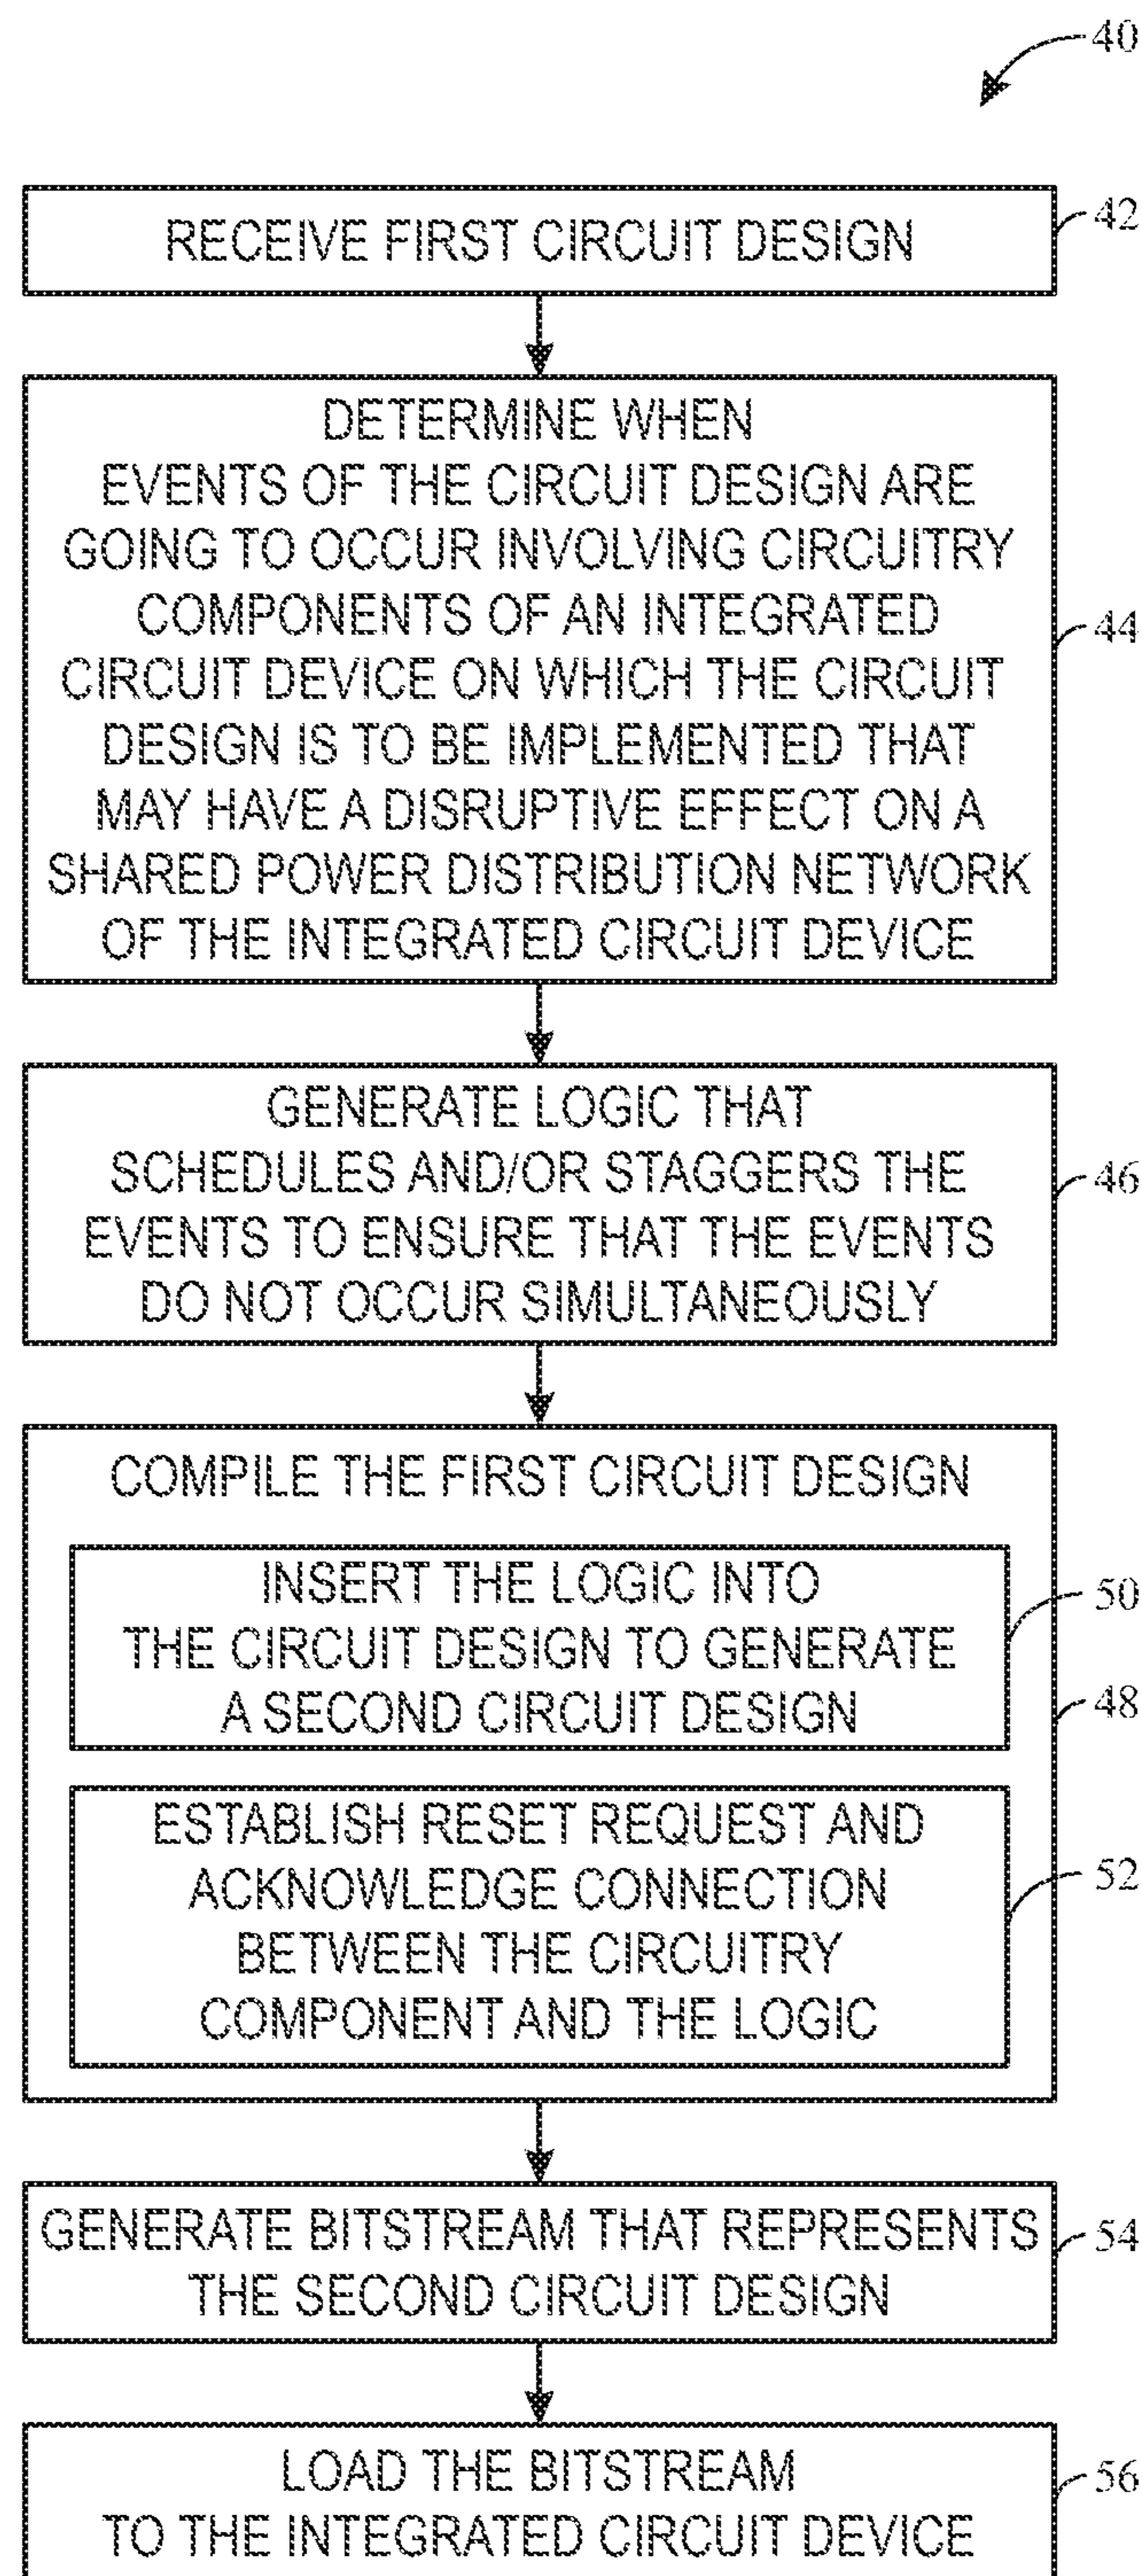 40
RECEIVE FIRST CIRCUIT DESIGN
42
DETERMINE WHEN
EVENTS OF THE CIRCUIT DESIGN ARE
GOING TO OCCUR INVOLVING CIRCUITRY
COMPONENTS OF AN INTEGRATED
CIRCUIT DEVICE ON WHICH THE CIRCUIT
DESIGN IS TO BE IMPLEMENTED THAT
MAY HAVE A DISRUPTIVE EFFECT ON A
SHARED POWER DISTRIBUTION NETWORK
OF THE INTEGRATED CIRCUIT DEVICE
44
GENERATE LOGIC THAT
SCHEDULES AND/OR STAGGERS THE
EVENTS TO ENSURE THAT THE EVENTS
DO NOT OCCUR SIMULTANEOUSLY
46
COMPILE THE FIRST CIRCUIT DESIGN
INSERT THE LOGIC INTO
THE CIRCUIT DESIGN TO GENERATE
A SECOND CIRCUIT DESIGN
50
48
ESTABLISH RESET REQUEST AND
ACKNOWLEDGE CONNECTION
BETWEEN THE CIRCUITRY
COMPONENT AND THE LOGIC
52
GENERATE BITSTREAM THAT REPRESENTS
THE SECOND CIRCUIT DESIGN
54
LOAD THE BITSTREAM
TO THE INTEGRATED CIRCUIT DEVICE
56